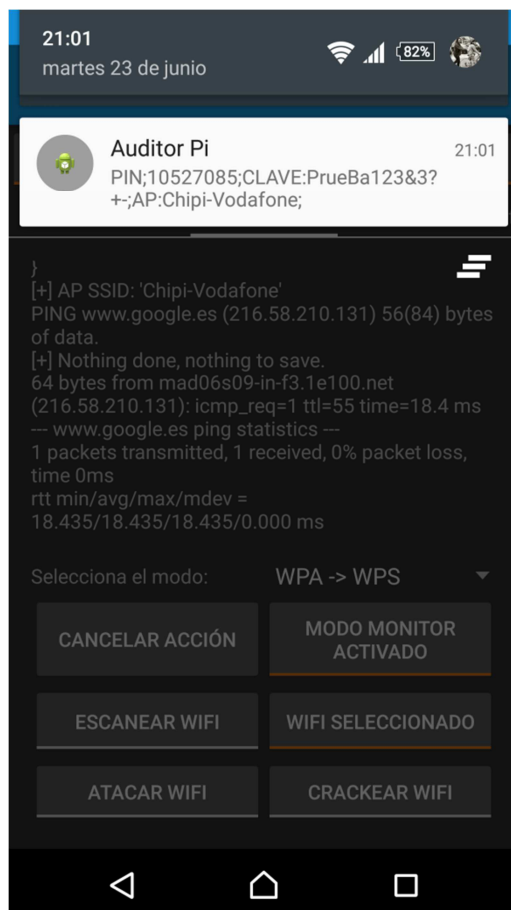 21:01
martes 23 de junio
82%
Auditor Pi
21:01
PIN;10527085;CLAVE:PrueBa123&3?
+-;AP:Chipi-Vodafone;
}
[+] AP SSID: 'Chipi-Vodafone'
PING www.google.es (216.58.210.131) 56(84) bytes
of data.
[+] Nothing done, nothing to save.
64 bytes from mad06s09-in-f3.1e100.net
(216.58.210.131): icmp_req=1 ttl=55 time=18.4 ms
--- www.google.es ping statistics ---
1 packets transmitted, 1 received, 0% packet loss,
time 0ms
rtt min/avg/max/mdev =
18.435/18.435/18.435/0.000 ms
Selecciona el modo:
WPA -> WPS
CANCELAR ACCIÓN
MODO MONITOR
ACTIVADO
ESCANEAR WIFI
WIFI SELECCIONADO
ATACAR WIFI
CRACKEAR WIFI